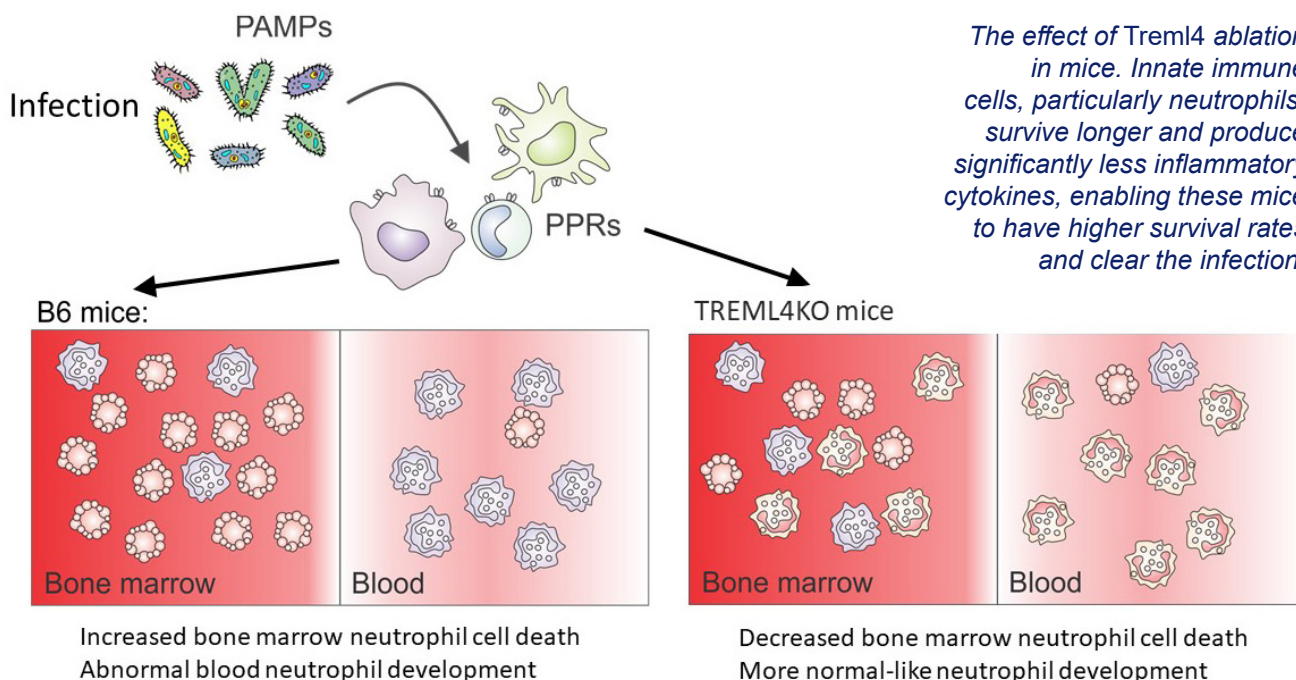 PAMPs
Infection
PPRs
The effect of Treml4 ablation
in mice. Innate immune
cells, particularly neutrophils
survive longer and produce
significantly less inflammatory
cytokines, enabling these mice
to have higher survival rates
and clear the infection
B6 mice:
Bone marrow
Blood
Increased bone marrow neutrophil cell death
Abnormal blood neutrophil development
TREML4KO mice
Bone marrow
Blood
Decreased bone marrow neutrophil cell death
More normal-like neutrophil development